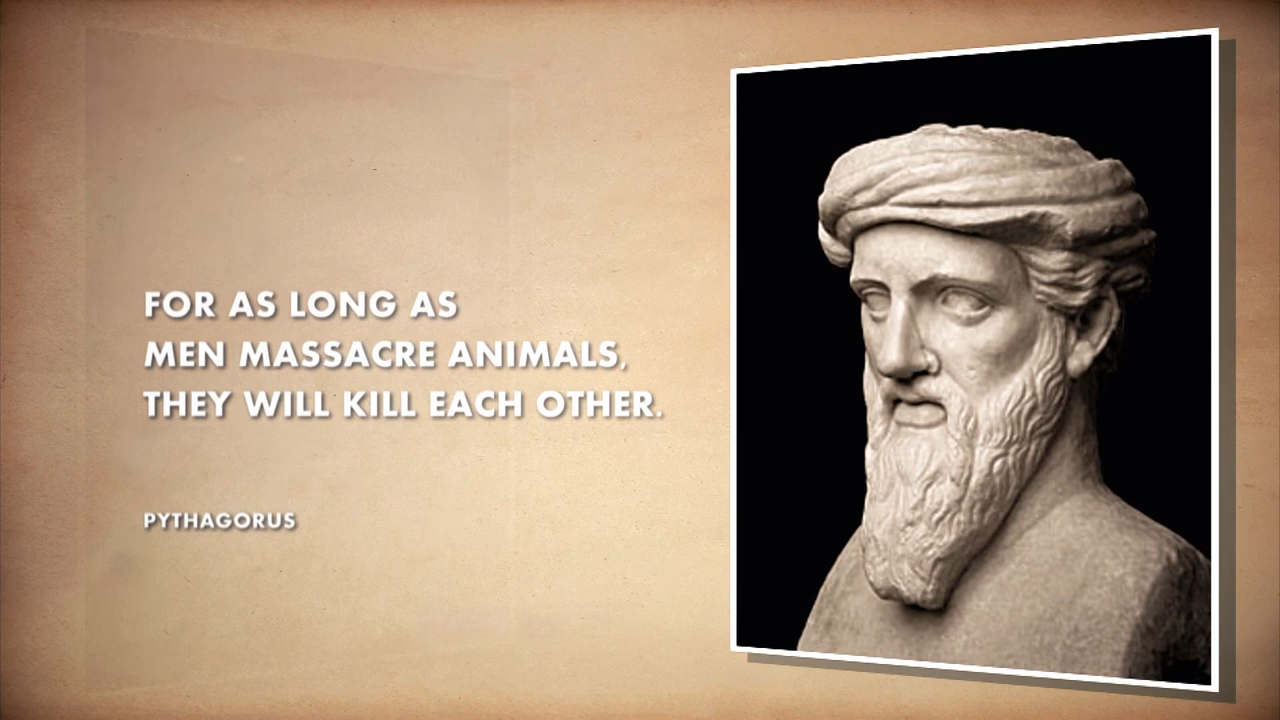 FOR AS LONG AS
MEN MASSACRE ANIMALS,
THEY WILL KILL EACH OTHER.
PYTHAGORUS